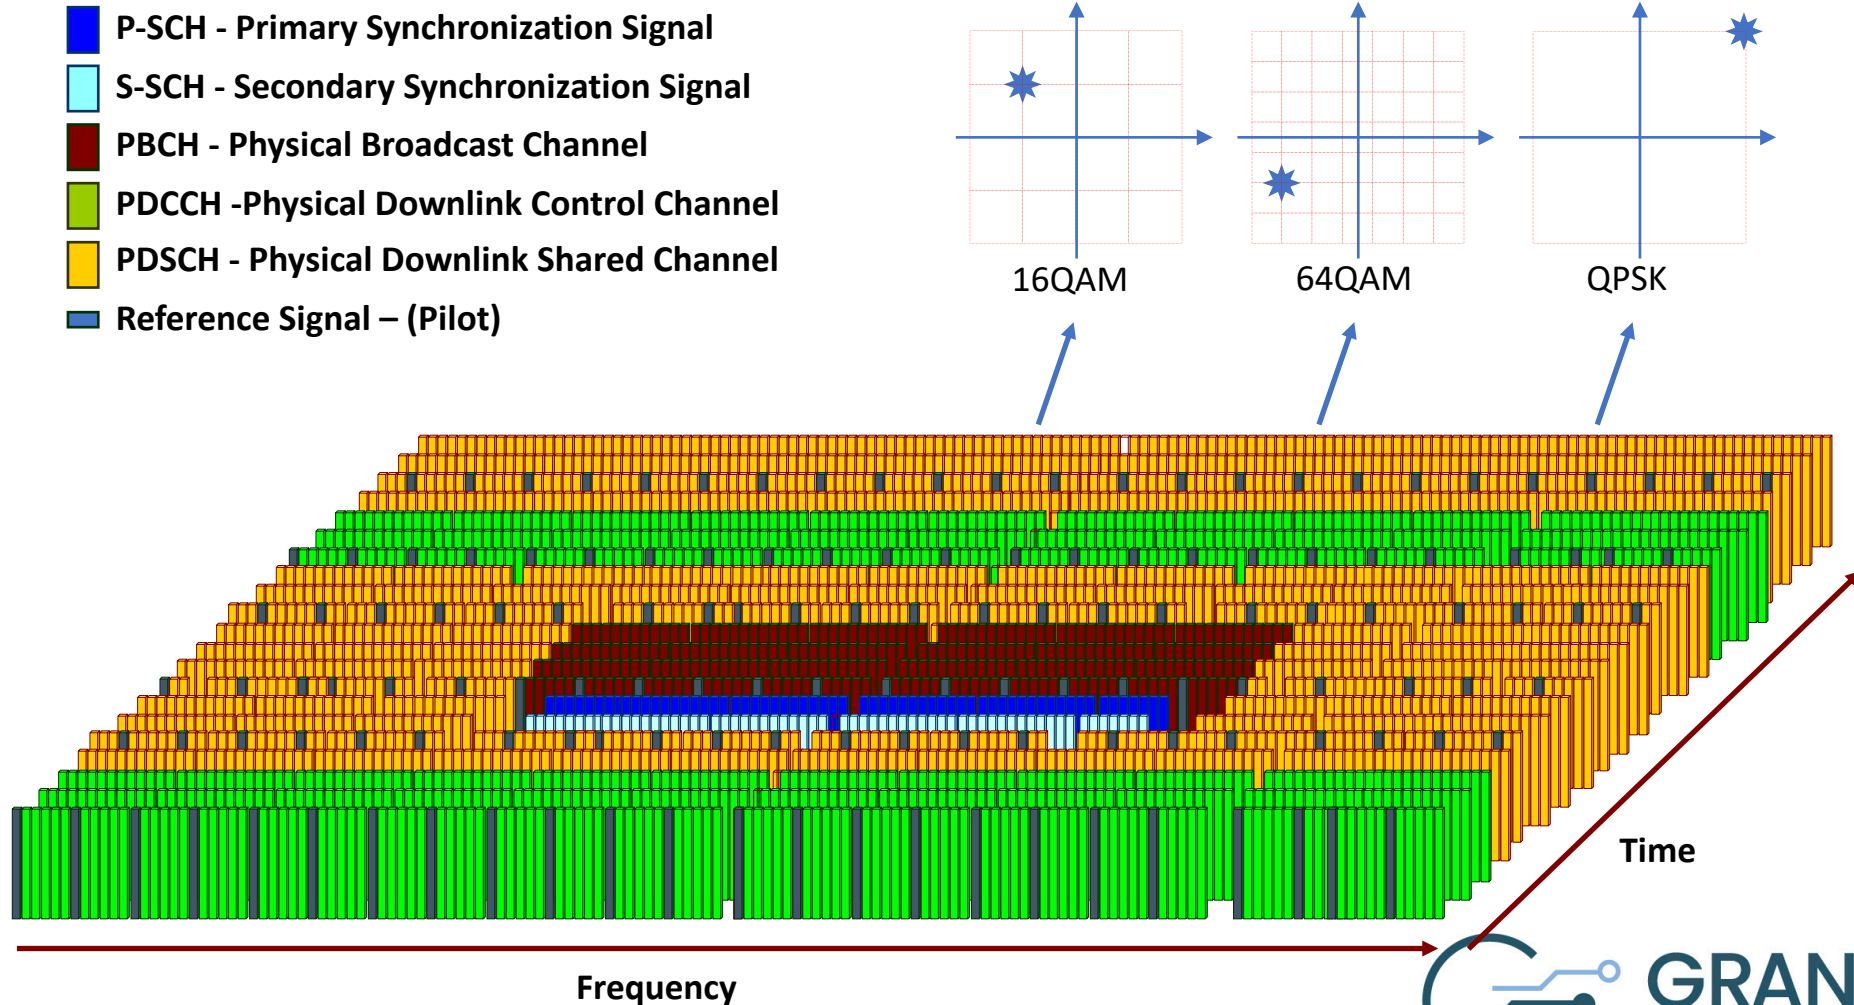 P-SCH - Primary Synchronization Signal
S-SCH - Secondary Synchronization Signal
PBCH - Physical Broadcast Channel
PDCCH -Physical Downlink Control Channel
PDSCH - Physical Downlink Shared Channel
Reference Signal – (Pilot)
16QAM
64QAM
QPSK
Time
Frequency
GRAN